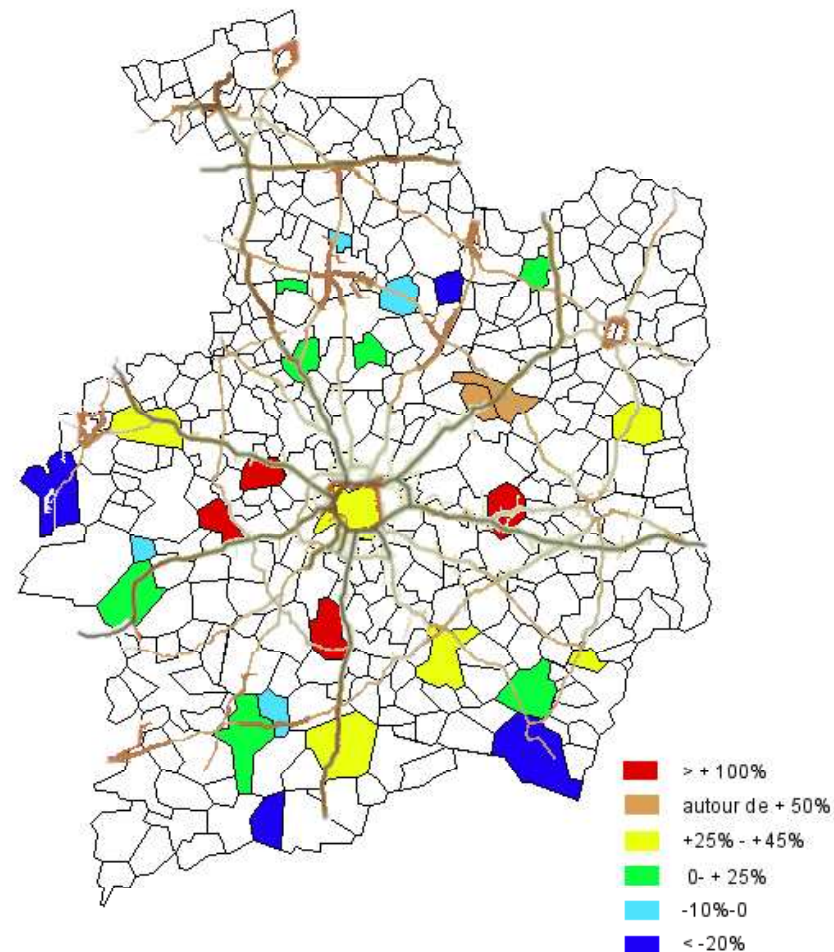 > + 100%
autour de + 50%
+25% - +45%
0- + 25%
-10%-0
< -20%